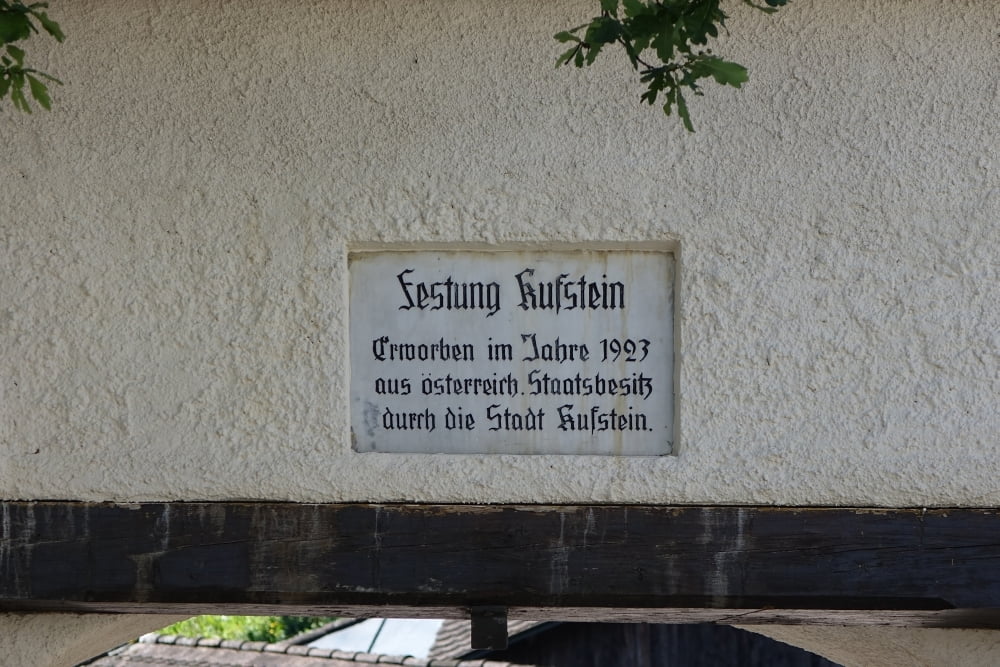 Festung Kufstein
Erworben im Jahre 1923
aus österreich. Staatsbesitz
durch die Stadt Kufstein.